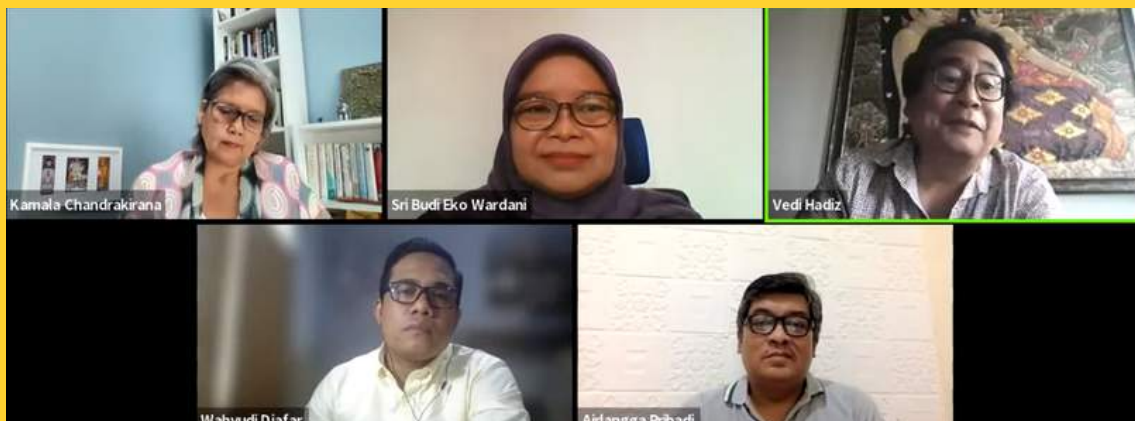 Kamala Chandrakirana
Sri Budi Eko Wardani
Vedi Hadiz
Wahyudi Djafar
Airlangga Pribadi